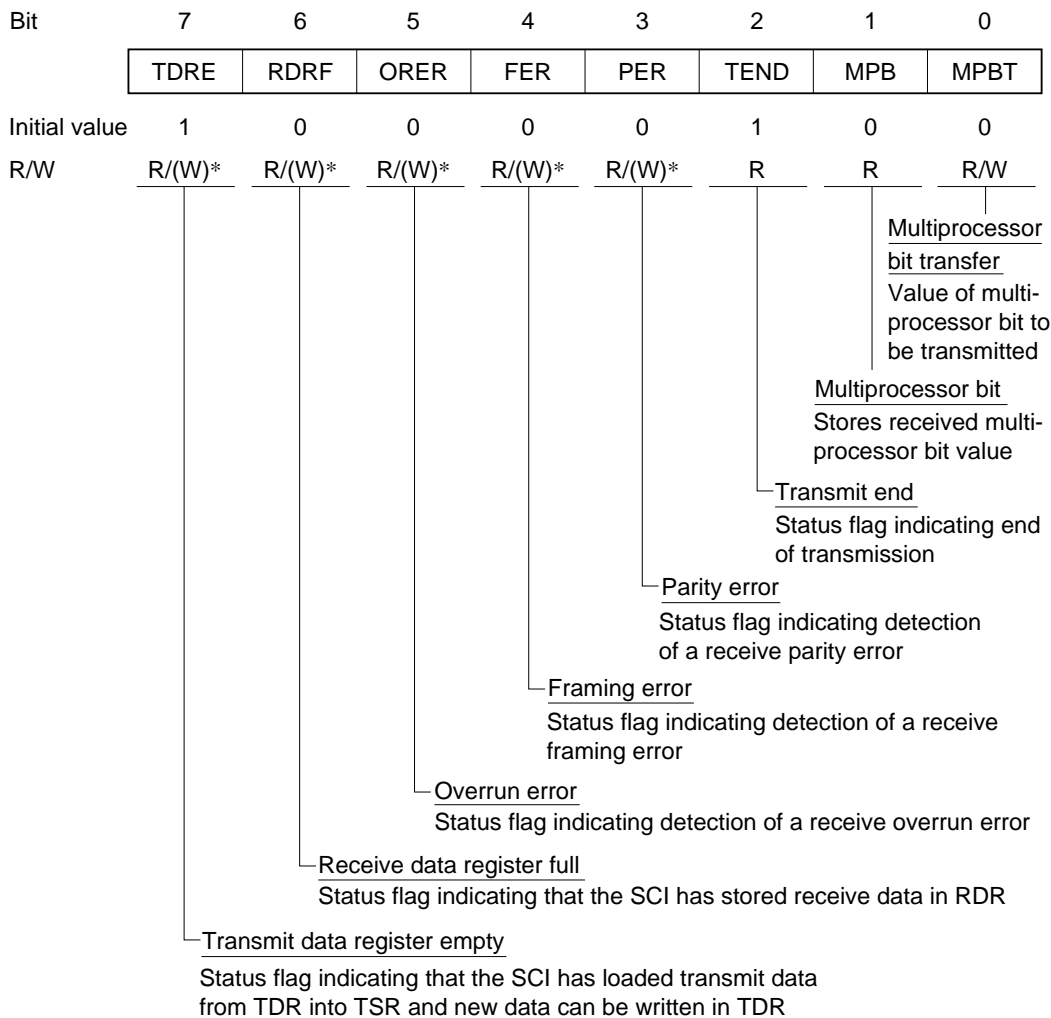 Bit 7 6 5 4 3 2 1 0
TDRE RDRF ORER FER PER TEND MPB MPBT
Initial value 1 0 0 0 0 1 0 0
R/W R/(W)* R/(W)* R/(W)* R/(W)* R/(W)* R R R/W
Multiprocessor
bit transfer
Value of multi-
processor bit to
be transmitted
Multiprocessor bit
Stores received multi-
processor bit value
Transmit end
Status flag indicating end
of transmission
Parity error
Status flag indicating detection
of a receive parity error
Framing error
Status flag indicating detection of a receive
framing error
Overrun error
Status flag indicating detection of a receive overrun error
Receive data register full
Status flag indicating that the SCI has stored receive data in RDR
Transmit data register empty
Status flag indicating that the SCI has loaded transmit data
from TDR into TSR and new data can be written in TDR